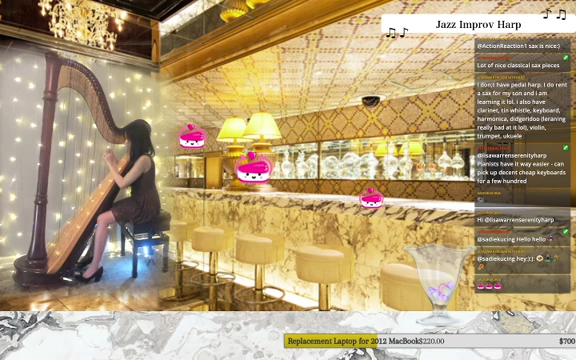 Jazz Improv Harp
@ActionReaction1 sax is nice:)
Lot of nice classical sax pieces
I don;t have pedal harp. I do rent
a sax for my son and I am
learning it lol. i also have
clarinet, tin whistle, keyboard,
harmonica, didgeridoo (leraning
really bad at it lol), violin,
trumpet, ukuele
@lisawarrenserenityharp
Pianists have it way easier - can
pick up decent cheap keyboards
for a few hundred
Hi @lisawarrenserenityharp
@sadiekucing Hello hello
@sadiekucing hey:):)
Replacement Laptop for 2012 MacBook$220.00
$700